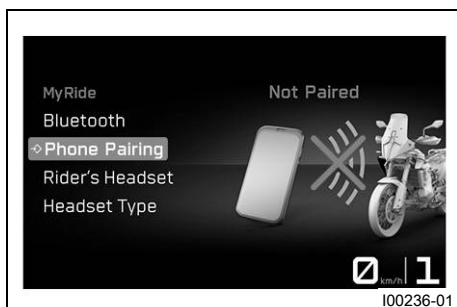 MyRide
Not Paired
Bluetooth
Phone Pairing
Rider's Headset
Headset Type
0 km/h 1
I00236-01